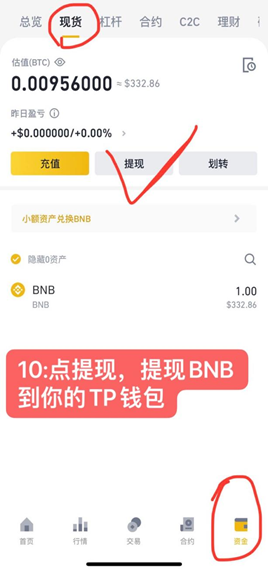 总览 现货 杠杆 合约 C2C 理财
估值(BTC)
0.00956000 ≈ $332.86
昨日盈亏
+$0.000000/+0.00% >
充值 提现 划转
小额资产兑换BNB >
隐藏0资产
BNB 1.00
BNB $332.86
10:点提现，提现BNB
到你的TP钱包
首页 行情 交易 合约 资金